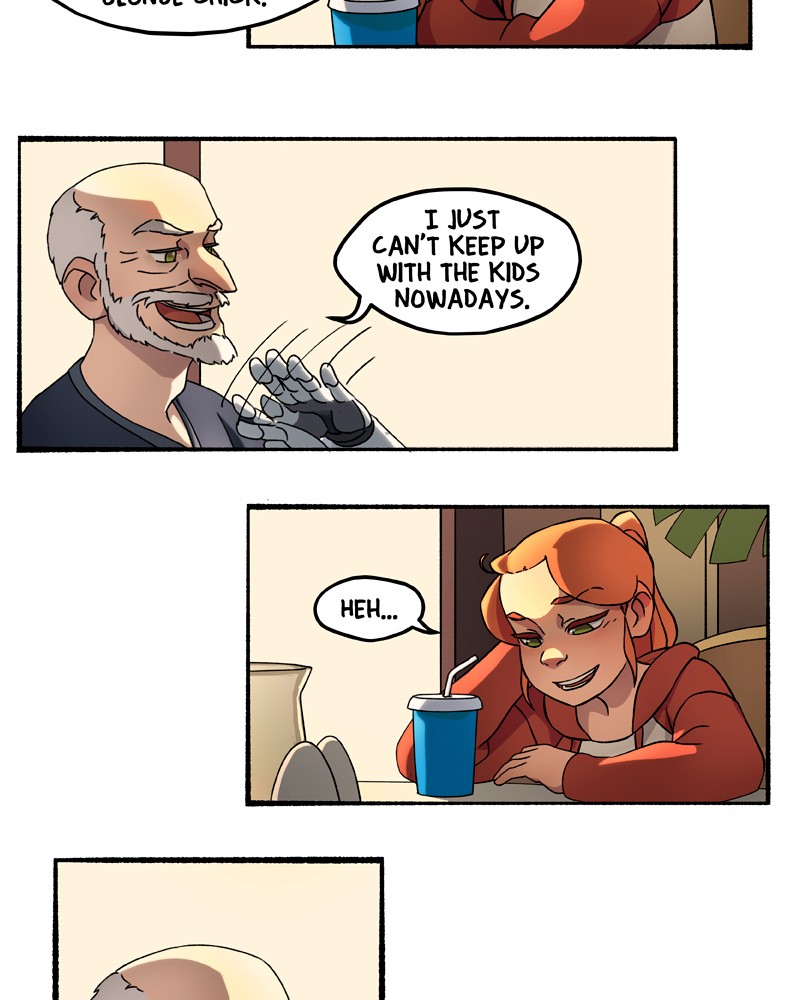 I JUST
CAN'T KEEP UP
WITH THE KIDS
NOWADAYS.
HEH...